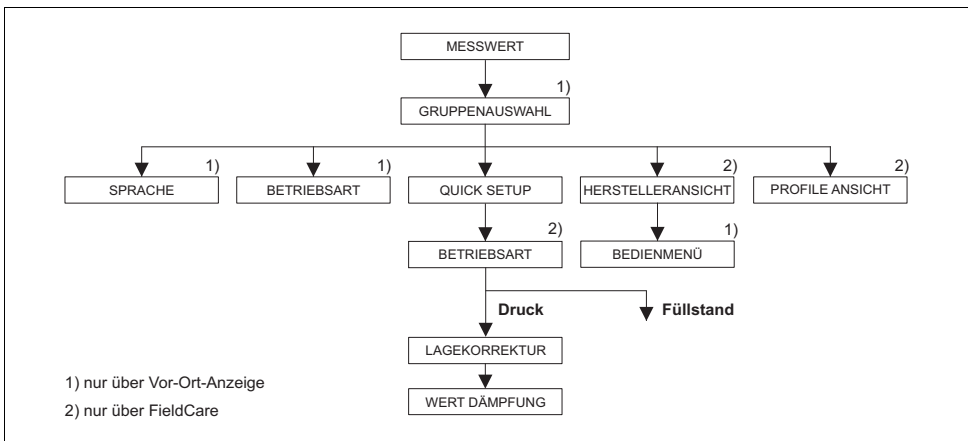 MESSWERT
1)
GRUPPENAUSWAHL
1)
1)
2)
2)
SPRACHE
BETRIEBSART
QUICK SETUP
HERSTELLERANSICHT
PROFILE ANSICHT
2)
1)
BETRIEBSART
BEDIENMENÜ
Druck
Füllstand
LAGEKORREKTUR
1) nur über Vor-Ort-Anzeige
WERT DÄMPFUNG
2) nur über FieldCare